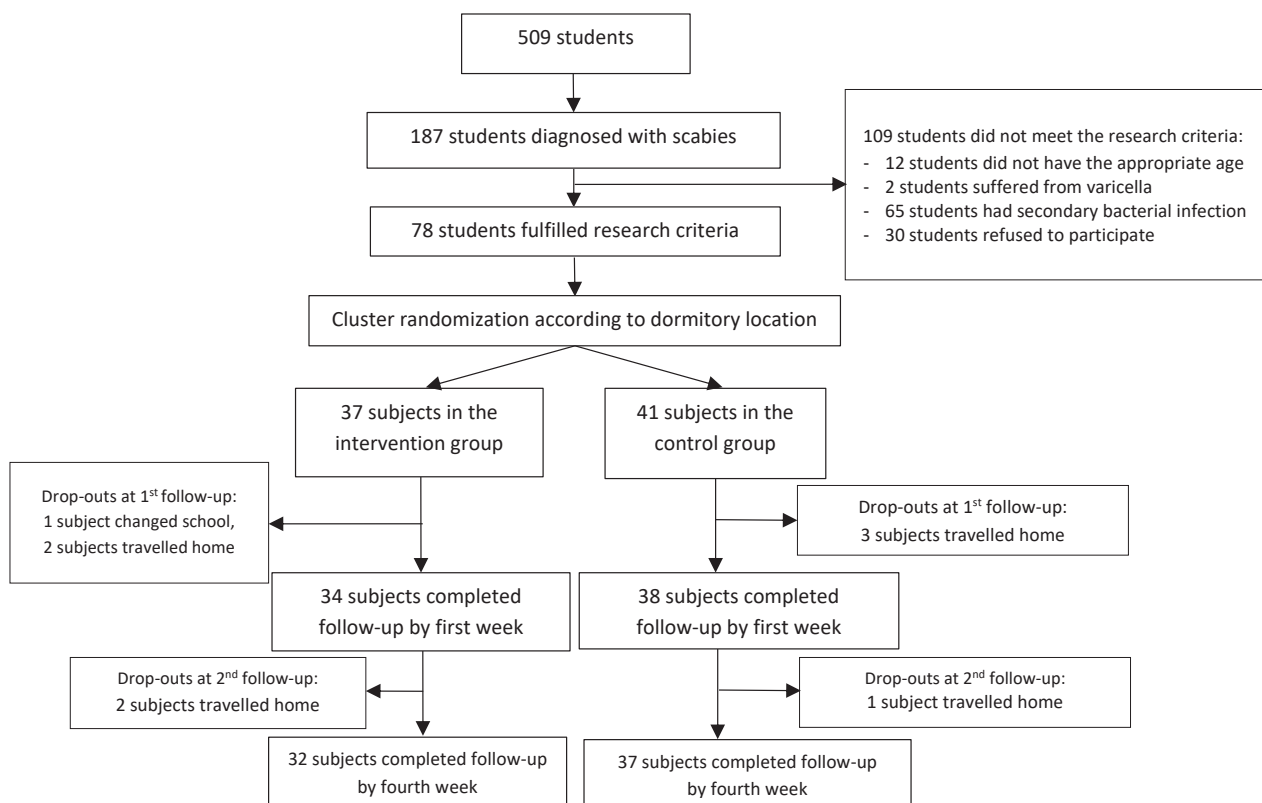 509 students
187 students diagnosed with scabies
109 students did not meet the research criteria:
- 12 students did not have the appropriate age
- 2 students suffered from varicella
- 65 students had secondary bacterial infection
- 30 students refused to participate
78 students fulfilled research criteria
Cluster randomization according to dormitory location
37 subjects in the
intervention group
41 subjects in the
control group
Drop-outs at 1st follow-up:
1 subject changed school,
2 subjects travelled home
Drop-outs at 1st follow-up:
3 subjects travelled home
34 subjects completed
follow-up by first week
38 subjects completed
follow-up by first week
Drop-outs at 2nd follow-up:
2 subjects travelled home
Drop-outs at 2nd follow-up:
1 subject travelled home
32 subjects completed follow-up
by fourth week
37 subjects completed follow-up
by fourth week